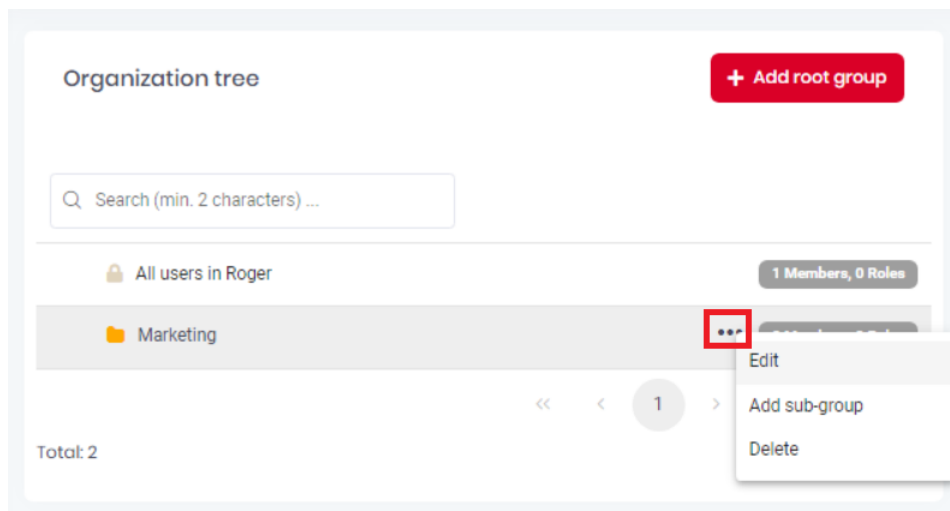 Organization tree
+ Add root group
Search (min. 2 characters) ...
All users in Roger
1 Members, 0 Roles
Marketing
•••
Edit
<< < 1 >
Add sub-group
Total: 2
Delete